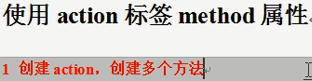 使用 action 标签 method 属性。
1 创建 action，创建多个方法